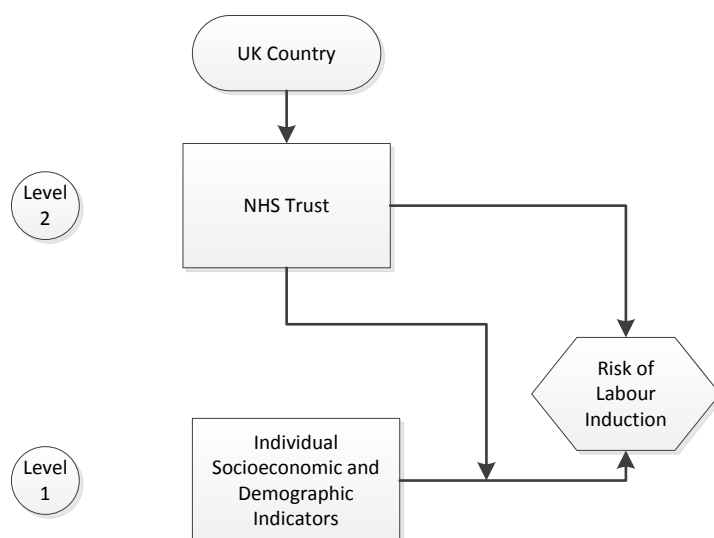 UK Country
Level
2
NHS Trust
Risk of
Labour
Induction
Level
1
Individual
Socioeconomic and
Demographic
Indicators